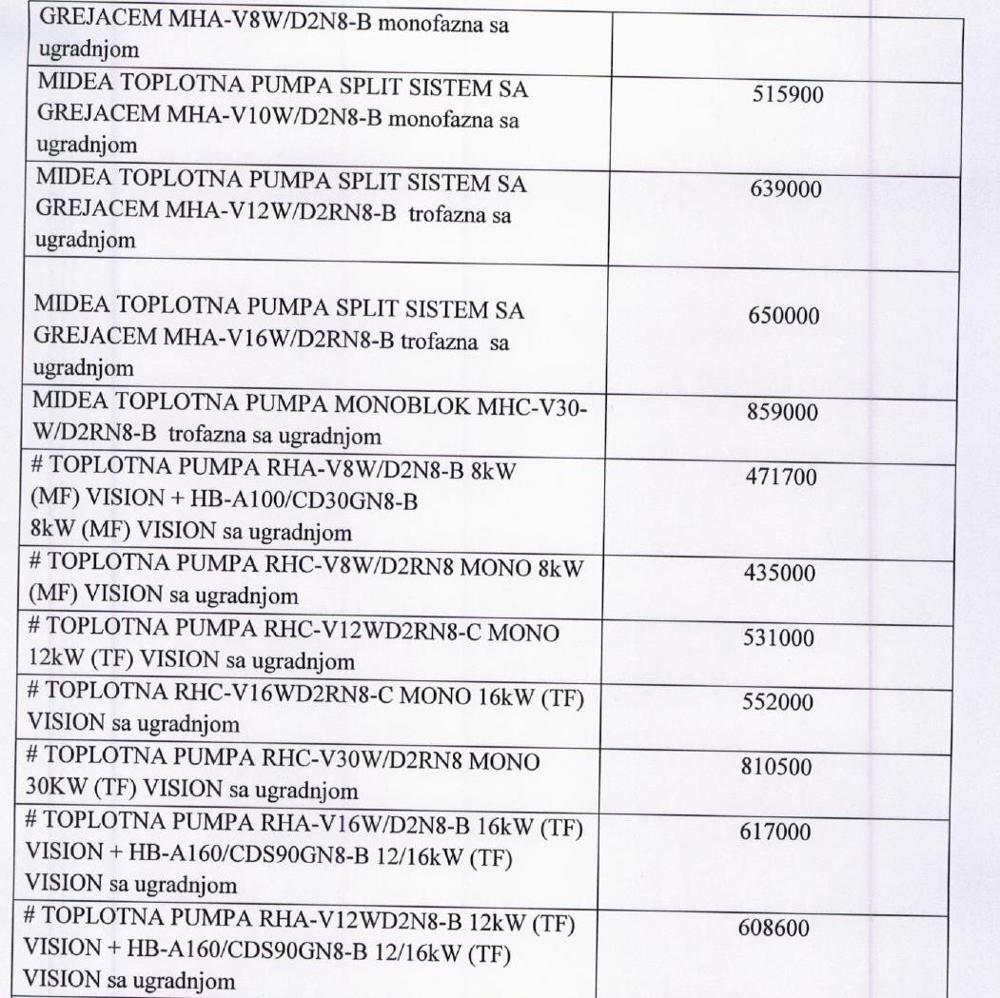 GREJACEM MHA-V8W/D2N8-B monofazna sa
ugradnjom
MIDEA TOPLOTNA PUMPA SPLIT SISTEM SA
GREJACEM MHA-V10W/D2N8-B monofazna sa
ugradnjom
515900
MIDEA TOPLOTNA PUMPA SPLIT SISTEM SA
GREJACEM MHA-V12W/D2RN8-B trofazna sa
ugradnjom
639000
MIDEA TOPLOTNA PUMPA SPLIT SISTEM SA
GREJACEM MHA-V16W/D2RN8-B trofazna sa
ugradnjom
650000
MIDEA TOPLOTNA PUMPA MONOBLOK MHC-V30-
W/D2RN8-B trofazna sa ugradnjom
859000
# TOPLOTNA PUMPA RHA-V8W/D2N8-B 8kW
(MF) VISION + HB-A100/CD30GN8-B
8kW (MF) VISION sa ugradnjom
471700
# TOPLOTNA PUMPA RHC-V8W/D2RN8 MONO 8kW
(MF) VISION sa ugradnjom
435000
# TOPLOTNA PUMPA RHC-V12WD2RN8-C MONO
12kW (TF) VISION sa ugradnjom
531000
# TOPLOTNA RHC-V16WD2RN8-C MONO 16kW (TF)
VISION sa ugradnjom
552000
# TOPLOTNA PUMPA RHC-V30W/D2RN8 MONO
30KW (TF) VISION sa ugradnjom
810500
# TOPLOTNA PUMPA RHA-V16W/D2N8-B 16kW (TF)
VISION + HB-A160/CDS90GN8-B 12/16kW (TF)
VISION sa ugradnjom
617000
# TOPLOTNA PUMPA RHA-V12WD2N8-B 12kW (TF)
VISION + HB-A160/CDS90GN8-B 12/16kW (TF)
VISION sa ugradnjom
608600